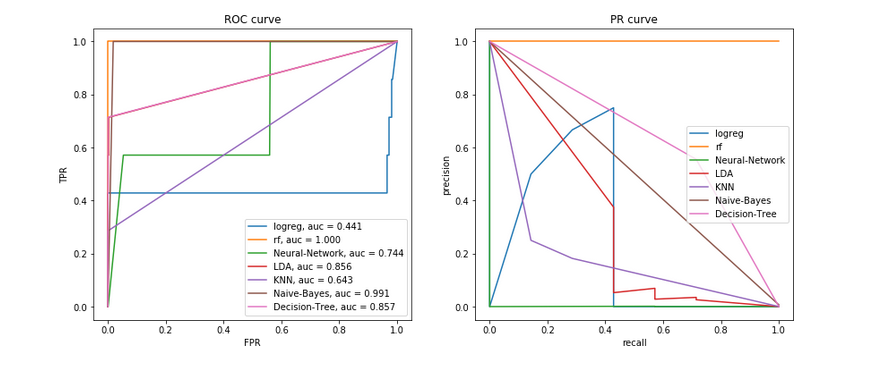 ROC curve
TPR
1.0
0.8
0.6
0.4
0.2
0.0
0.0 0.2 0.4 0.6 0.8 1.0
FPR
logreg, auc = 0.441
rf, auc = 1.000
Neural-Network, auc = 0.744
LDA, auc = 0.856
KNN, auc = 0.643
Naive-Bayes, auc = 0.991
Decision-Tree, auc = 0.857
PR curve
precision
1.0
0.8
0.6
0.4
0.2
0.0
0.0 0.2 0.4 0.6 0.8 1.0
recall
logreg
rf
Neural-Network
LDA
KNN
Naive-Bayes
Decision-Tree